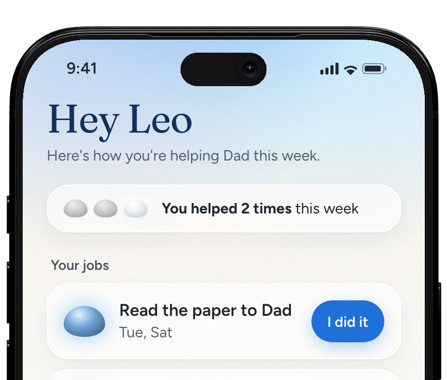 9:41
Hey Leo
Here's how you're helping Dad this week.
You helped 2 times this week
Your jobs
Read the paper to Dad
Tue, Sat
I did it